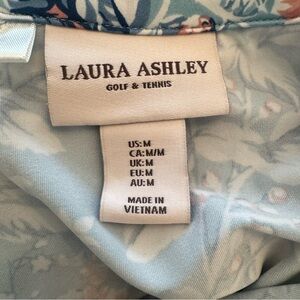 LAURA ASHLEY
GOLF & TENNIS
US:M
CA:M/M
UK:M
EU:M
AU:M
MADE IN
VIETNAM